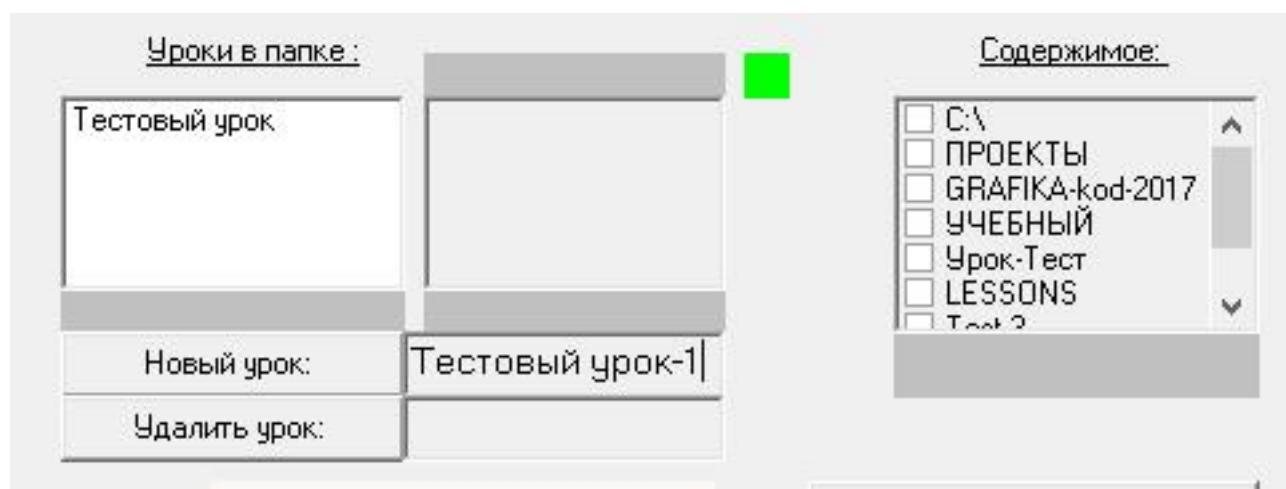 Уроки в папке :
Содержимое:
Тестовый урок
C:\
ПРОЕКТЫ
GRAFIKA-kod-2017
УЧЕБНЫЙ
Урок-Тест
LESSONS
Новый урок:
Тестовый урок-1
Удалить урок: